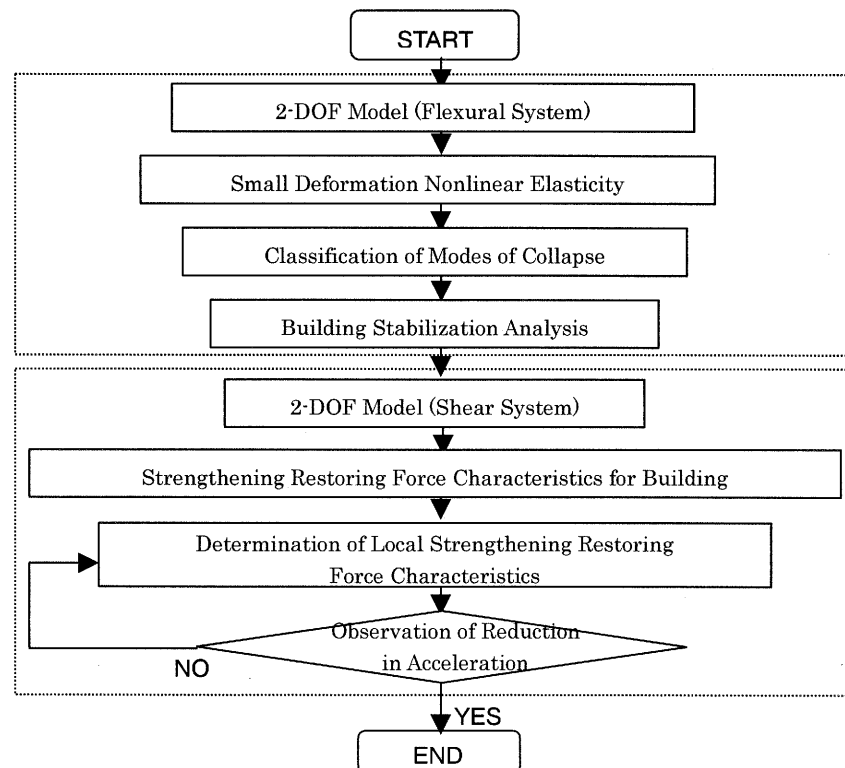 START
2-DOF Model (Flexural System)
Small Deformation Nonlinear Elasticity
Classification of Modes of Collapse
Building Stabilization Analysis
2-DOF Model (Shear System)
Strengthening Restoring Force Characteristics for Building
Determination of Local Strengthening Restoring
Force Characteristics
Observation of Reduction
in Acceleration
NO
YES
END